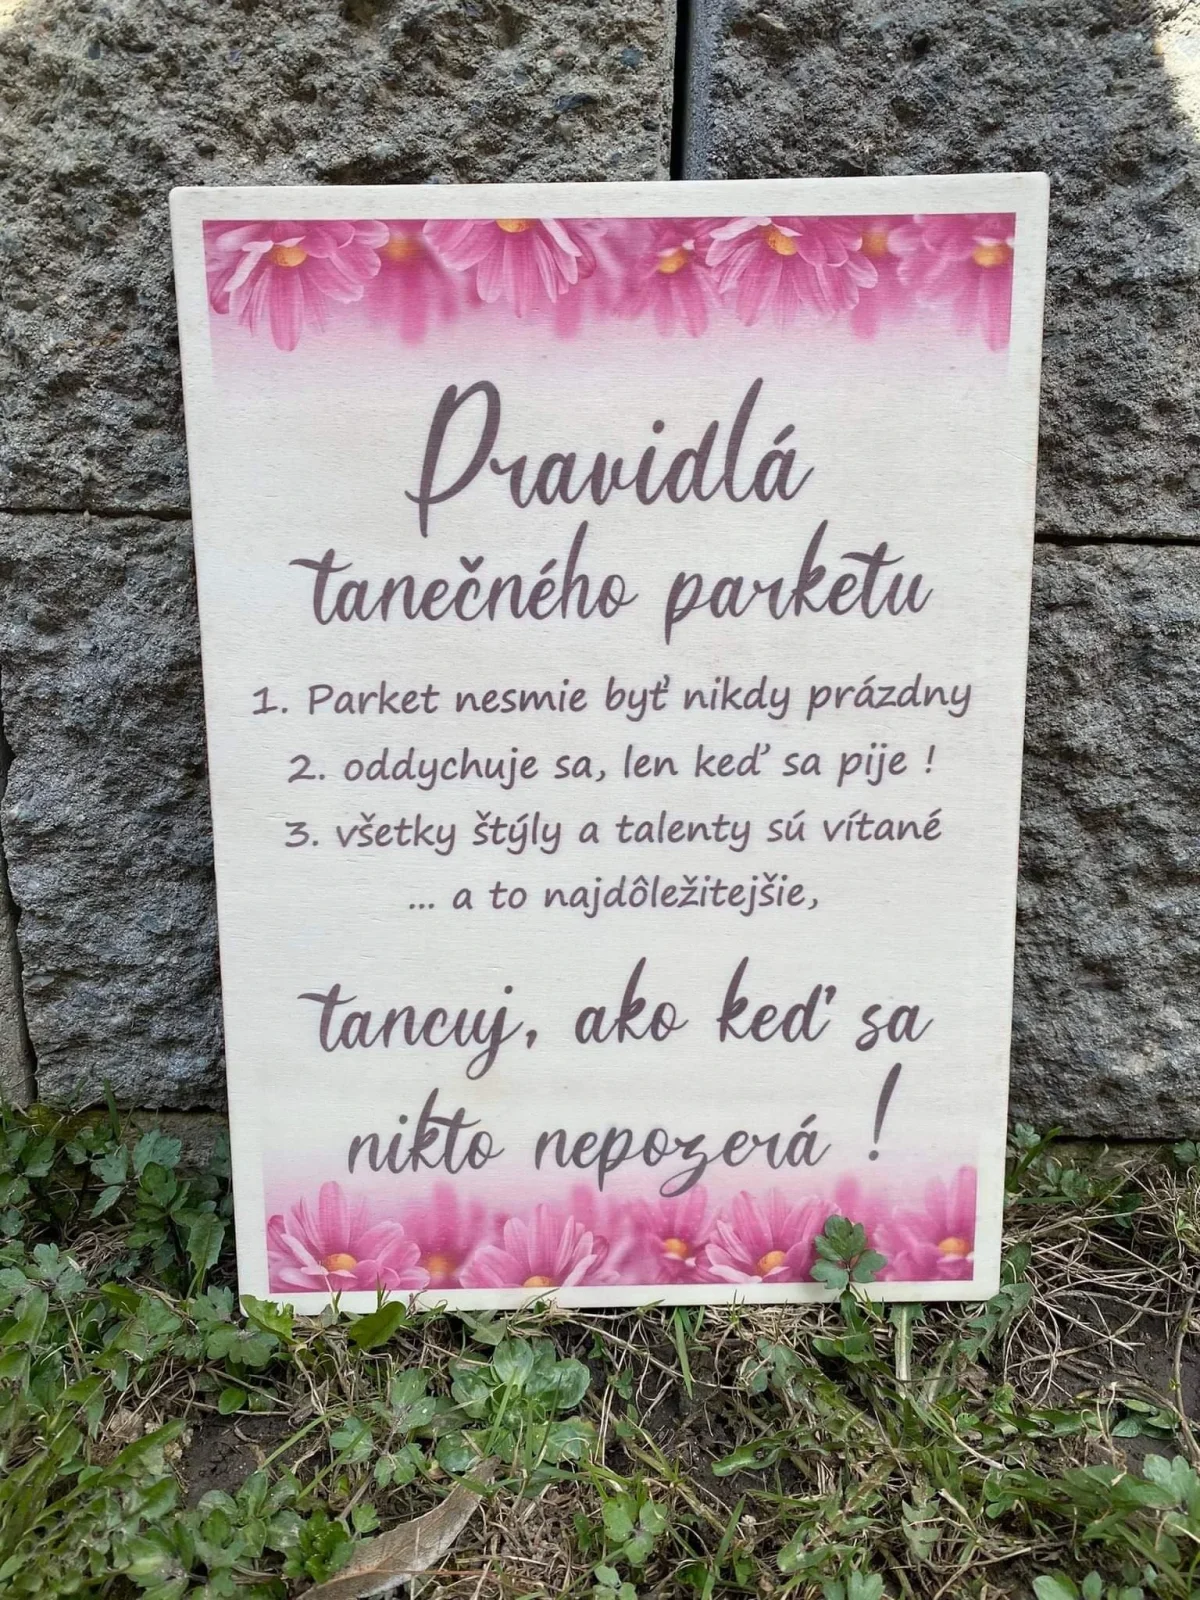 Pravidlá
tanečného parketu
1. Parket nesmie byť nikdy prázdny
2. oddychuje sa, len keď sa pije !
3. všetky štýly a talenty sú vítané
... a to najdôležitejšie,
tancuj, ako keď sa
nikto nepozerá !